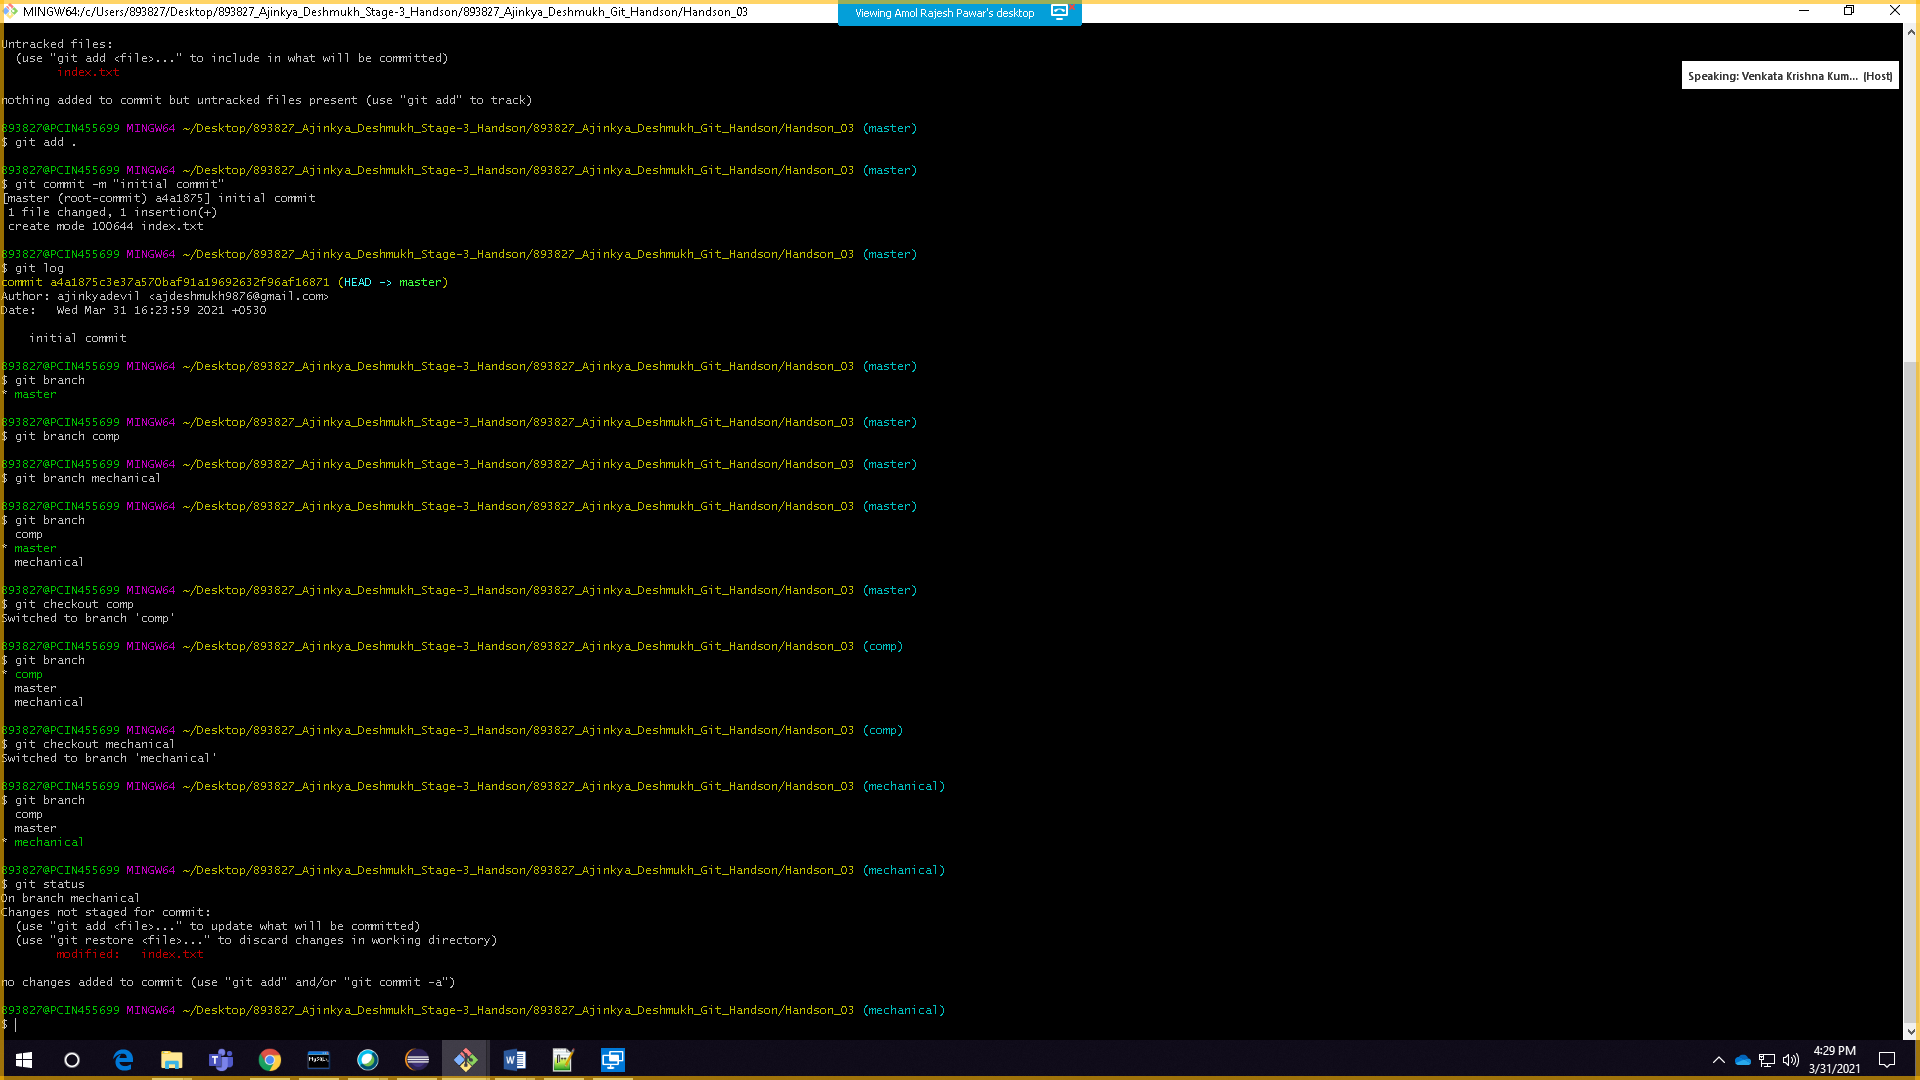 MINGW64:/c/Users/893827/Desktop/893827_Ajinkya_Deshmukh_Stage-3_Handson/893827_Ajinkya_Deshmukh_Git_Handson/Handson_03
Viewing Amol Rajesh Pawar's desktop
Speaking: Venkata Krishna Kum... (Host)
Untracked files:
  (use "git add <file>..." to include in what will be committed)
        index.txt
nothing added to commit but untracked files present (use "git add" to track)
893827@PCIN455699 MINGW64 ~/Desktop/893827_Ajinkya_Deshmukh_Stage-3_Handson/893827_Ajinkya_Deshmukh_Git_Handson/Handson_03 (master)
$ git add .
893827@PCIN455699 MINGW64 ~/Desktop/893827_Ajinkya_Deshmukh_Stage-3_Handson/893827_Ajinkya_Deshmukh_Git_Handson/Handson_03 (master)
$ git commit -m "initial commit"
[master (root-commit) a4a1875] initial commit
 1 file changed, 1 insertion(+)
 create mode 100644 index.txt
893827@PCIN455699 MINGW64 ~/Desktop/893827_Ajinkya_Deshmukh_Stage-3_Handson/893827_Ajinkya_Deshmukh_Git_Handson/Handson_03 (master)
$ git log
commit a4a1875c3e37a570baf91a19692632f96af16871 (HEAD -> master)
Author: ajinkyadevil <ajdeshmukh9876@gmail.com>
Date:   Wed Mar 31 16:23:59 2021 +0530
    initial commit
893827@PCIN455699 MINGW64 ~/Desktop/893827_Ajinkya_Deshmukh_Stage-3_Handson/893827_Ajinkya_Deshmukh_Git_Handson/Handson_03 (master)
$ git branch
* master
893827@PCIN455699 MINGW64 ~/Desktop/893827_Ajinkya_Deshmukh_Stage-3_Handson/893827_Ajinkya_Deshmukh_Git_Handson/Handson_03 (master)
$ git branch comp
893827@PCIN455699 MINGW64 ~/Desktop/893827_Ajinkya_Deshmukh_Stage-3_Handson/893827_Ajinkya_Deshmukh_Git_Handson/Handson_03 (master)
$ git branch mechanical
893827@PCIN455699 MINGW64 ~/Desktop/893827_Ajinkya_Deshmukh_Stage-3_Handson/893827_Ajinkya_Deshmukh_Git_Handson/Handson_03 (master)
$ git branch
  comp
* master
  mechanical
893827@PCIN455699 MINGW64 ~/Desktop/893827_Ajinkya_Deshmukh_Stage-3_Handson/893827_Ajinkya_Deshmukh_Git_Handson/Handson_03 (master)
$ git checkout comp
Switched to branch 'comp'
893827@PCIN455699 MINGW64 ~/Desktop/893827_Ajinkya_Deshmukh_Stage-3_Handson/893827_Ajinkya_Deshmukh_Git_Handson/Handson_03 (comp)
$ git branch
* comp
  master
  mechanical
893827@PCIN455699 MINGW64 ~/Desktop/893827_Ajinkya_Deshmukh_Stage-3_Handson/893827_Ajinkya_Deshmukh_Git_Handson/Handson_03 (comp)
$ git checkout mechanical
Switched to branch 'mechanical'
893827@PCIN455699 MINGW64 ~/Desktop/893827_Ajinkya_Deshmukh_Stage-3_Handson/893827_Ajinkya_Deshmukh_Git_Handson/Handson_03 (mechanical)
$ git branch
  comp
  master
* mechanical
893827@PCIN455699 MINGW64 ~/Desktop/893827_Ajinkya_Deshmukh_Stage-3_Handson/893827_Ajinkya_Deshmukh_Git_Handson/Handson_03 (mechanical)
$ git status
On branch mechanical
Changes not staged for commit:
  (use "git add <file>..." to update what will be committed)
  (use "git restore <file>..." to discard changes in working directory)
        modified:   index.txt
no changes added to commit (use "git add" and/or "git commit -a")
893827@PCIN455699 MINGW64 ~/Desktop/893827_Ajinkya_Deshmukh_Stage-3_Handson/893827_Ajinkya_Deshmukh_Git_Handson/Handson_03 (mechanical)
$
MySQL
4:29 PM
3/31/2021